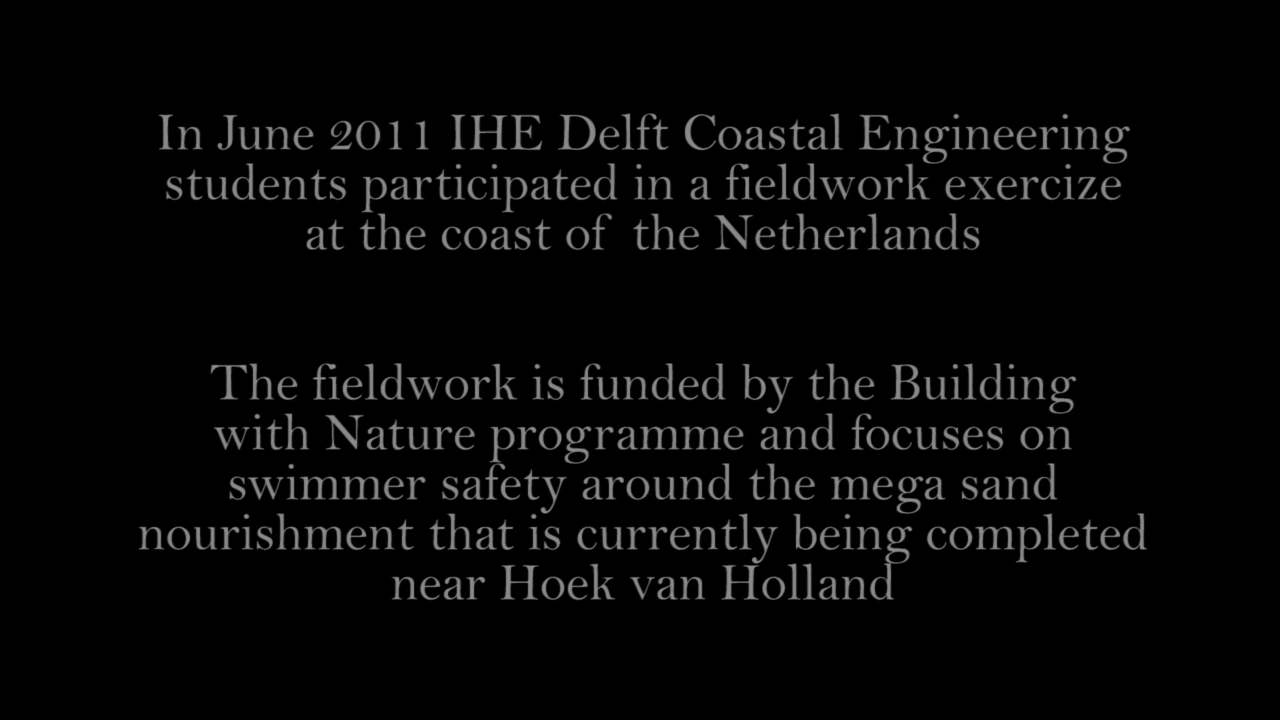 In June 2011 IHE Delft Coastal Engineering
students participated in a fieldwork exercize
at the coast of the Netherlands
The fieldwork is funded by the Building
with Nature programme and focuses on
swimmer safety around the mega sand
nourishment that is currently being completed
near Hoek van Holland